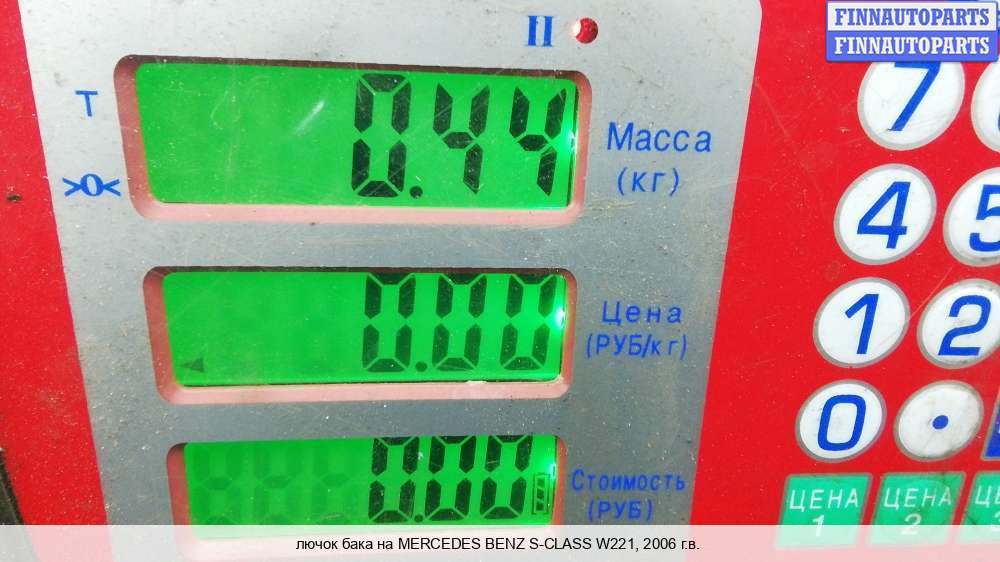 II
FINNAUTOPARTS
FINNAUTOPARTS
T
0.44
Масса
(кг)
7
>0<
4
5
0.00
Цена
(РУБ/кг)
1
2
0
.
0.00
Стоимость
(РУБ)
ЦЕНА
1
ЦЕНА
2
лючок бака на MERCEDES BENZ S-CLASS W221, 2006 г.в.